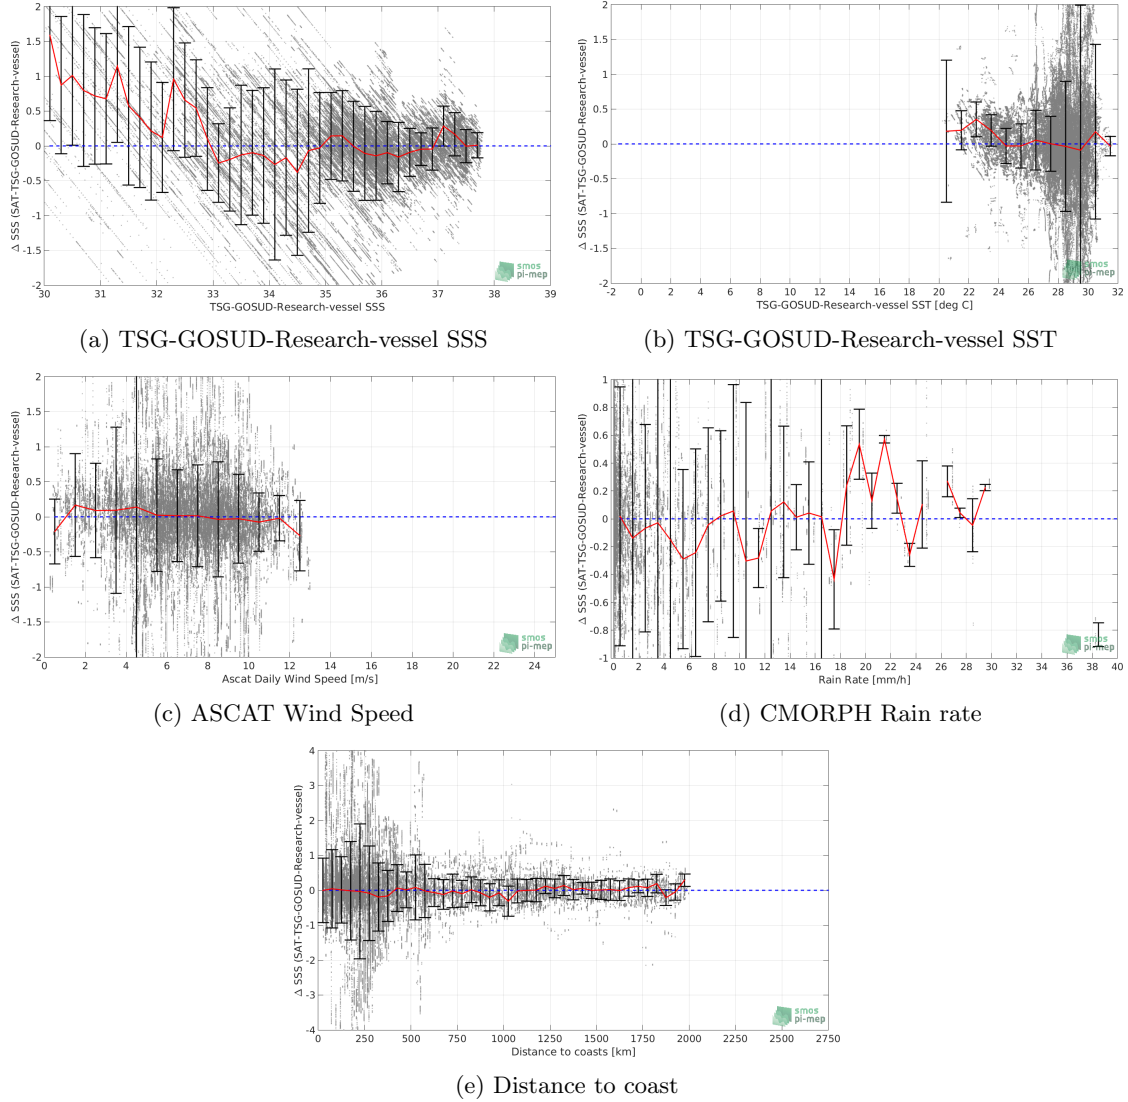 2
1.5
1
0.5
0
-0.5
-1
-1.5
-2
Δ SSS (SAT-TSG-GOSUD-Research-vessel)
30 31 32 33 34 35 36 37 38 39
TSG-GOSUD-Research-vessel SSS
smos
pi-mep
(a) TSG-GOSUD-Research-vessel SSS
2
1.5
1
0.5
0
-0.5
-1
-1.5
-2
Δ SSS (SAT-TSG-GOSUD-Research-vessel)
-2 0 2 4 6 8 10 12 14 16 18 20 22 24 26 28 30 32
TSG-GOSUD-Research-vessel SST [deg C]
smos
pi-mep
(b) TSG-GOSUD-Research-vessel SST
2
1.5
1
0.5
0
-0.5
-1
-1.5
-2
Δ SSS (SAT-TSG-GOSUD-Research-vessel)
0 2 4 6 8 10 12 14 16 18 20 22 24
Ascat Daily Wind Speed [m/s]
smos
pi-mep
(c) ASCAT Wind Speed
1
0.8
0.6
0.4
0.2
0
-0.2
-0.4
-0.6
-0.8
-1
Δ SSS (SAT-TSG-GOSUD-Research-vessel)
0 2 4 6 8 10 12 14 16 18 20 22 24 26 28 30 32 34 36 38 40
Rain Rate [mm/h]
smos
pi-mep
(d) CMORPH Rain rate
4
3
2
1
0
-1
-2
-3
-4
Δ SSS (SAT-TSG-GOSUD-Research-vessel)
0 250 500 750 1000 1250 1500 1750 2000 2250 2500 2750
Distance to coasts [km]
smos
pi-mep
(e) Distance to coast